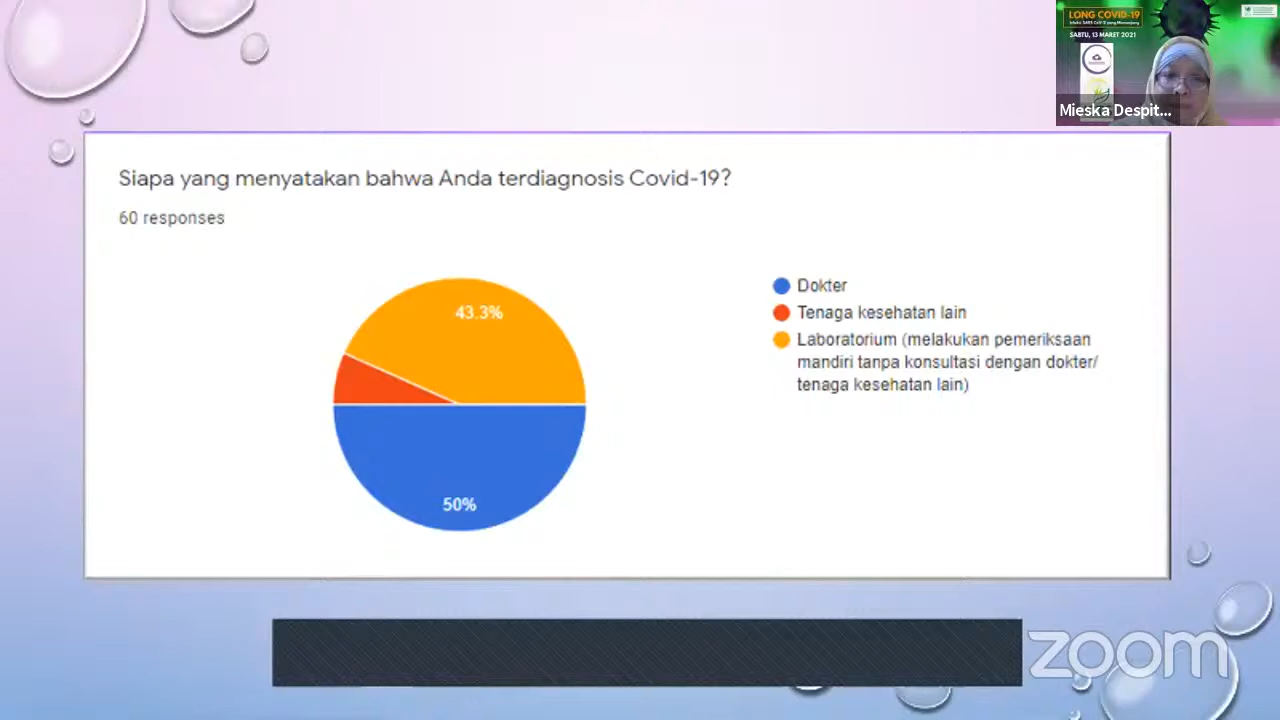 LONG COVID-19
SABTU, 13 MARET 2021
Mieska Despit...
Siapa yang menyatakan bahwa Anda terdiagnosis Covid-19?
60 responses
43.3%
50%
Dokter
Tenaga kesehatan lain
Laboratorium (melakukan pemeriksaan
mandiri tanpa konsultasi dengan dokter/
tenaga kesehatan lain)
zoom